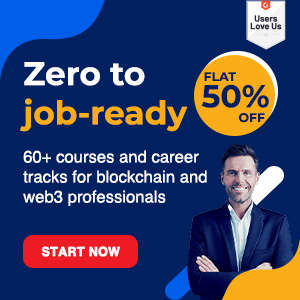 Users
Love Us
Zero to
job-ready
FLAT
50%
OFF
60+ courses and career
tracks for blockchain and
web3 professionals
START NOW